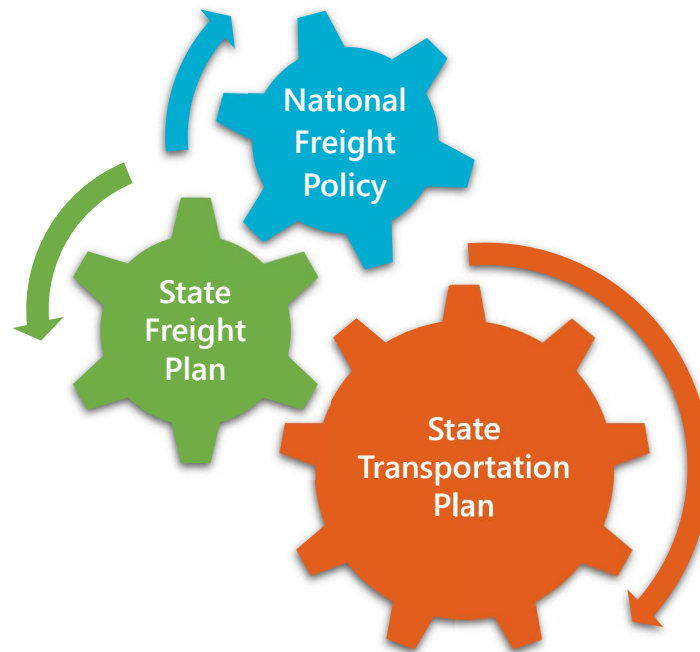 National
Freight
Policy
State
Freight
Plan
State
Transportation
Plan